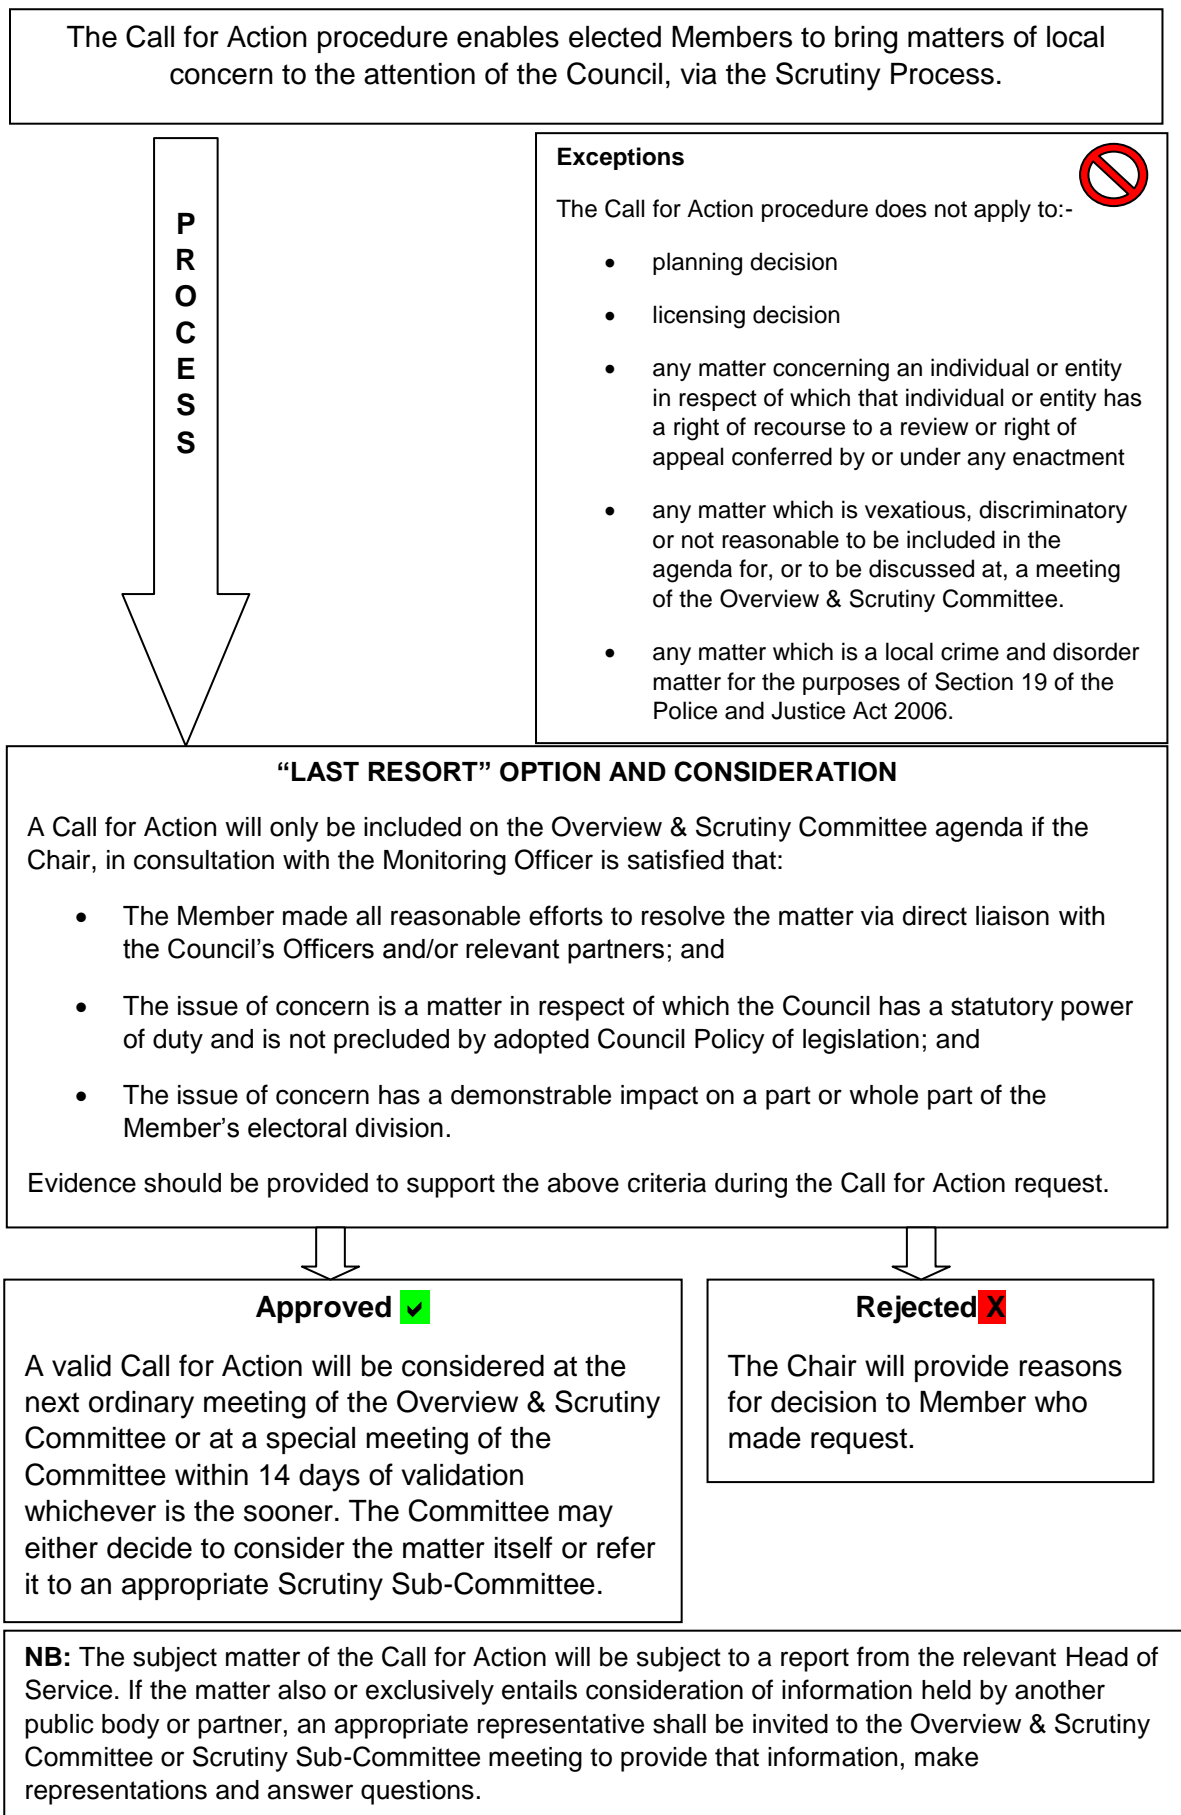 The Call for Action procedure enables elected Members to bring matters of local
concern to the attention of the Council, via the Scrutiny Process.
P
R
O
C
E
S
S
Exceptions
The Call for Action procedure does not apply to:-
• planning decision
• licensing decision
• any matter concerning an individual or entity
in respect of which that individual or entity has
a right of recourse to a review or right of
appeal conferred by or under any enactment
• any matter which is vexatious, discriminatory
or not reasonable to be included in the
agenda for, or to be discussed at, a meeting
of the Overview & Scrutiny Committee.
• any matter which is a local crime and disorder
matter for the purposes of Section 19 of the
Police and Justice Act 2006.
“LAST RESORT” OPTION AND CONSIDERATION
A Call for Action will only be included on the Overview & Scrutiny Committee agenda if the
Chair, in consultation with the Monitoring Officer is satisfied that:
• The Member made all reasonable efforts to resolve the matter via direct liaison with
the Council’s Officers and/or relevant partners; and
• The issue of concern is a matter in respect of which the Council has a statutory power
of duty and is not precluded by adopted Council Policy of legislation; and
• The issue of concern has a demonstrable impact on a part or whole part of the
Member’s electoral division.
Evidence should be provided to support the above criteria during the Call for Action request.
Approved ✔
A valid Call for Action will be considered at the
next ordinary meeting of the Overview & Scrutiny
Committee or at a special meeting of the
Committee within 14 days of validation
whichever is the sooner. The Committee may
either decide to consider the matter itself or refer
it to an appropriate Scrutiny Sub-Committee.
Rejected X
The Chair will provide reasons
for decision to Member who
made request.
NB: The subject matter of the Call for Action will be subject to a report from the relevant Head of
Service. If the matter also or exclusively entails consideration of information held by another
public body or partner, an appropriate representative shall be invited to the Overview & Scrutiny
Committee or Scrutiny Sub-Committee meeting to provide that information, make
representations and answer questions.